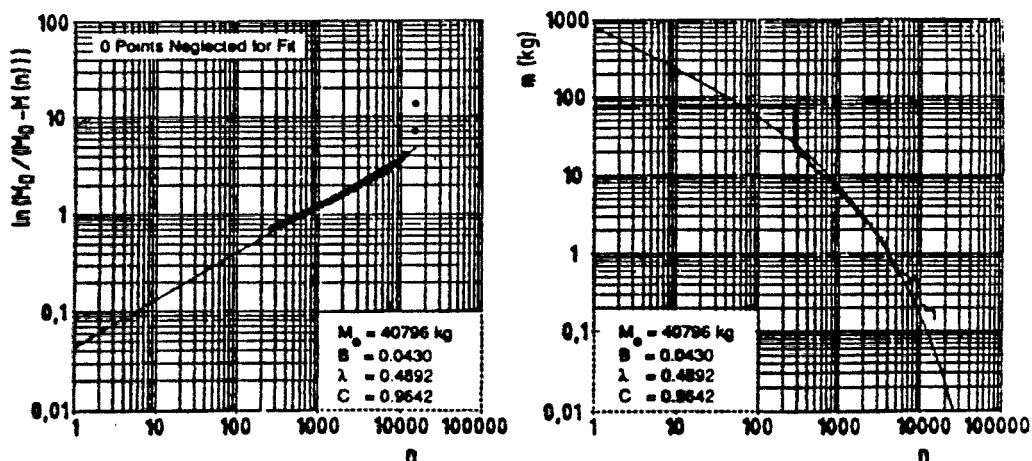 ln (M₀ / (M₀ - M (n)))
100
10
1
0,1
0,01
0 Points Neglected for Fit
M₀ = 40796 kg
B = 0.0430
λ = 0.4892
C = 0.9642
1 10 100 1000 10000 100000
n
m (kg)
1000
100
10
1
0,1
0,01
M₀ = 40796 kg
B = 0.0430
λ = 0.4892
C = 0.9642
1 10 100 1000 10000 100000
n